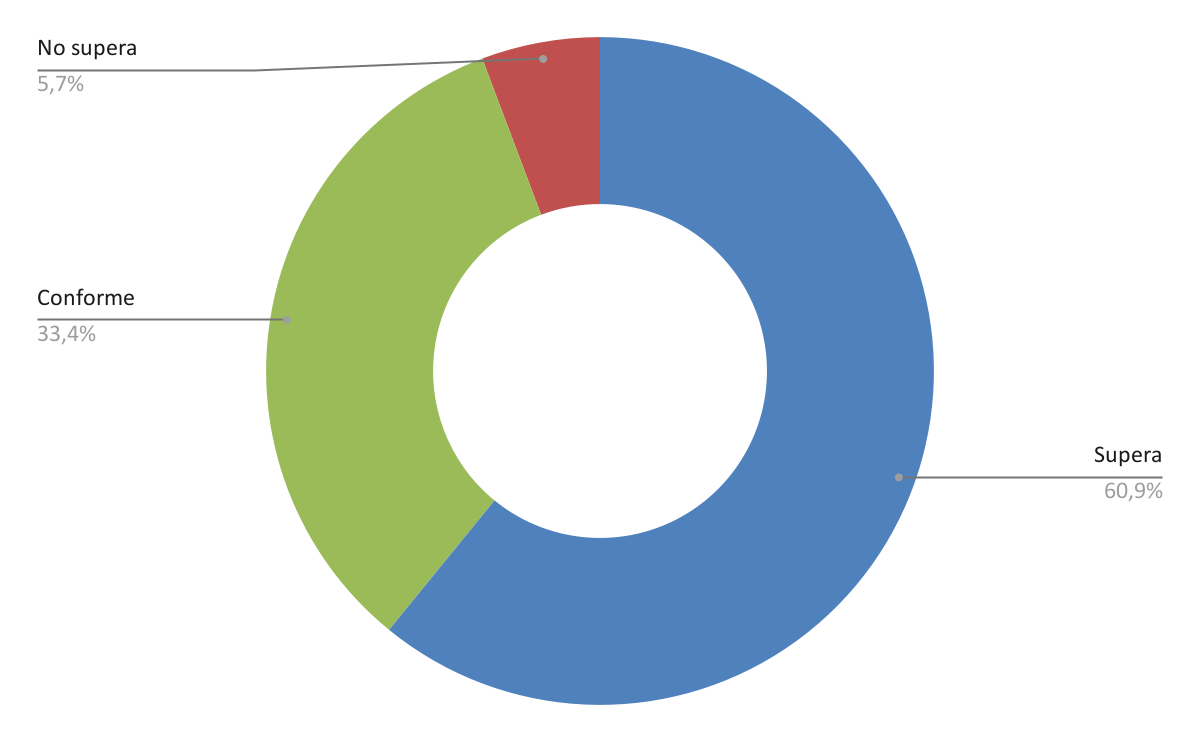 No supera
5,7%
Conforme
33,4%
Supera
60,9%